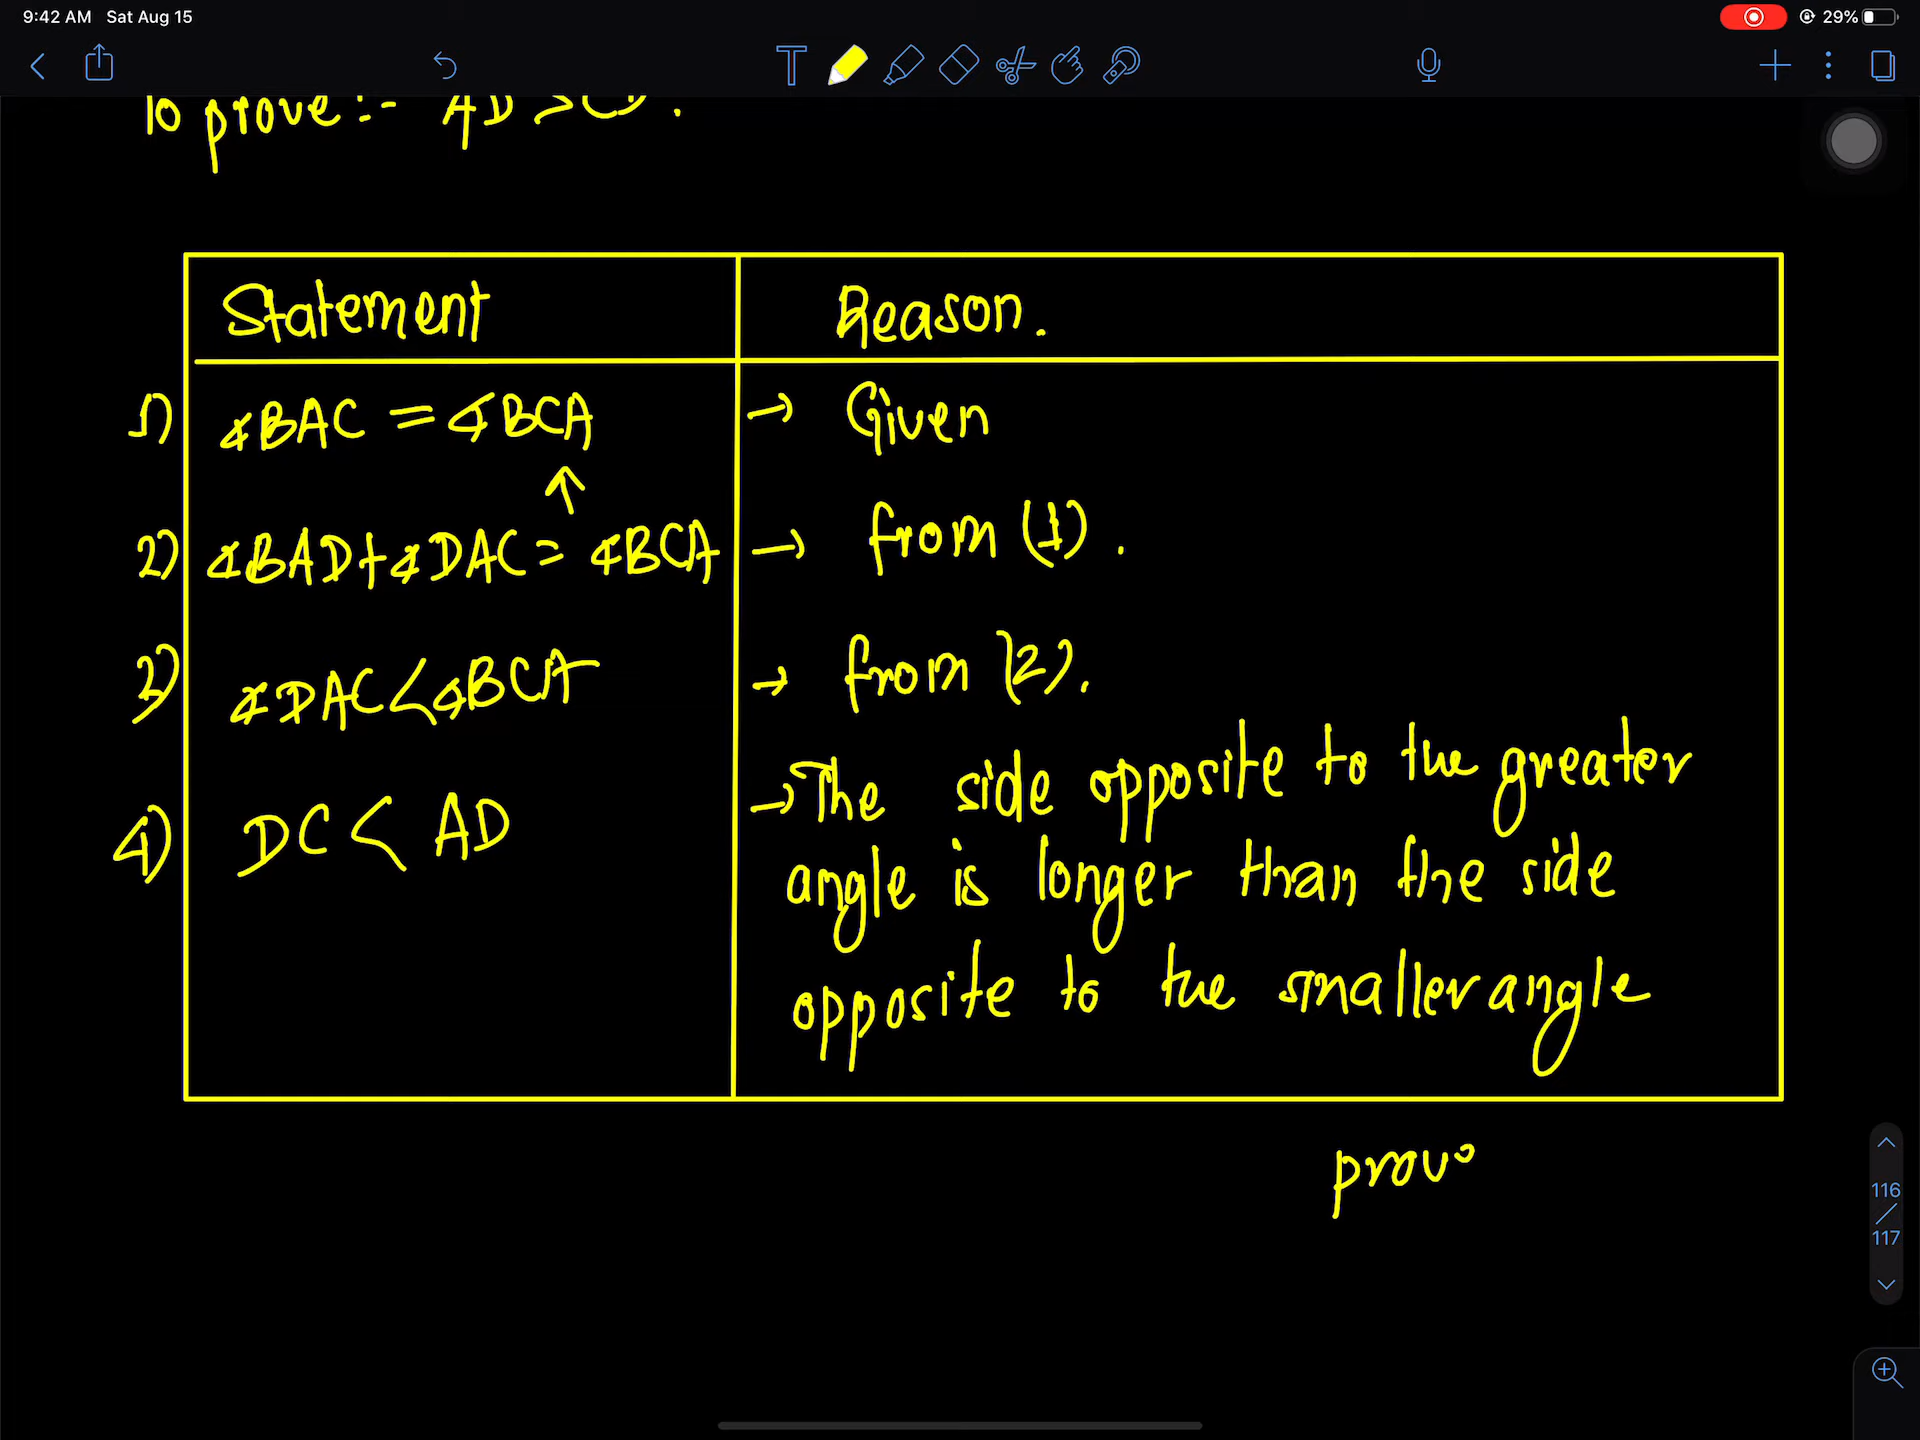 9:42 AM Sat Aug 15
29%
To prove :- AD > CD.
Statement
Reason.
1) ∡BAC = ∡BCA → Given
↑
2) ∡BAD + ∡DAC = ∡BCA → from (1).
3) ∡DAC < ∡BCA → from (2).
4) DC < AD → The side opposite to the greater
angle is longer than the side
opposite to the smaller angle
prov
116
/
117